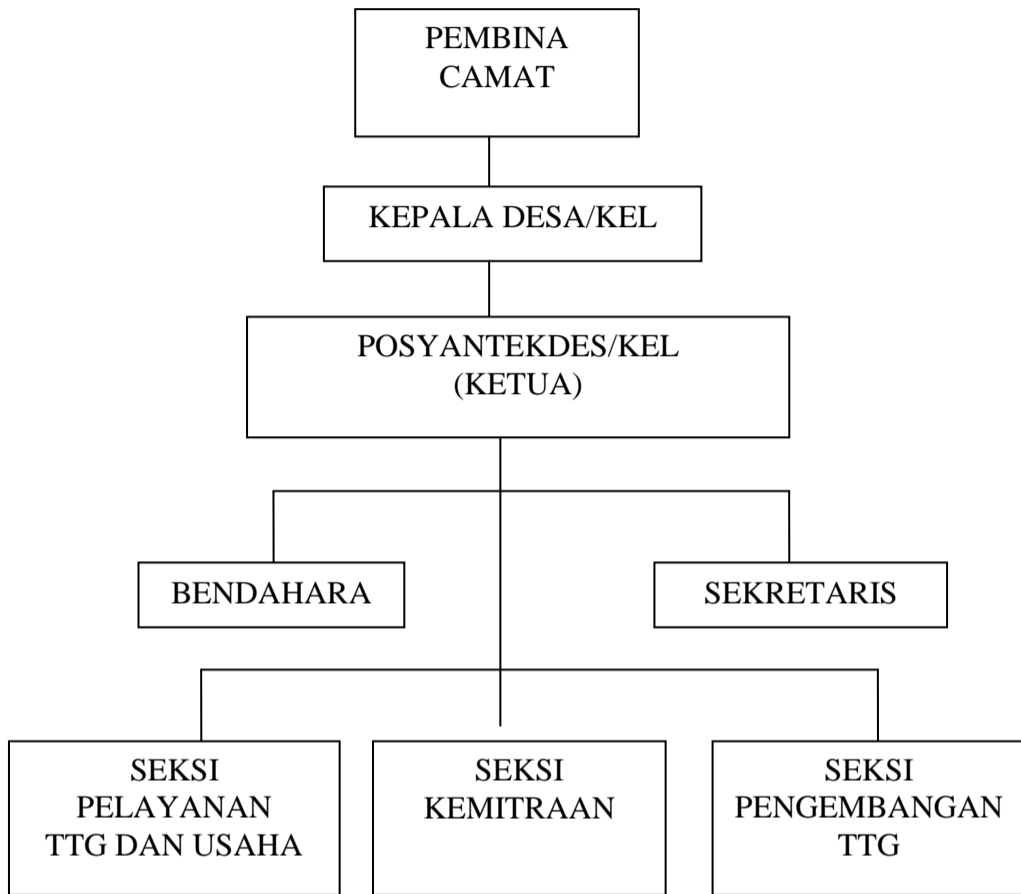 PEMBINA
CAMAT
KEPALA DESA/KEL
POSYANTEKDES/KEL
(KETUA)
BENDAHARA
SEKRETARIS
SEKSI
PELAYANAN
TTG DAN USAHA
SEKSI
KEMITRAAN
SEKSI
PENGEMBANGAN
TTG